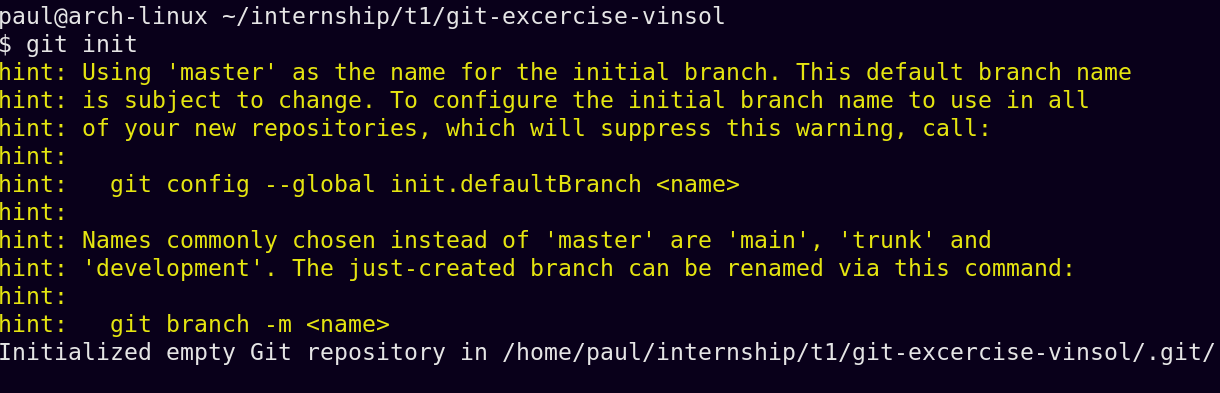 paul@arch-linux ~/internship/t1/git-excercise-vinsol
$ git init
hint: Using 'master' as the name for the initial branch. This default branch name
hint: is subject to change. To configure the initial branch name to use in all
hint: of your new repositories, which will suppress this warning, call:
hint:
hint:   git config --global init.defaultBranch <name>
hint:
hint: Names commonly chosen instead of 'master' are 'main', 'trunk' and
hint: 'development'. The just-created branch can be renamed via this command:
hint:
hint:   git branch -m <name>
Initialized empty Git repository in /home/paul/internship/t1/git-excercise-vinsol/.git/